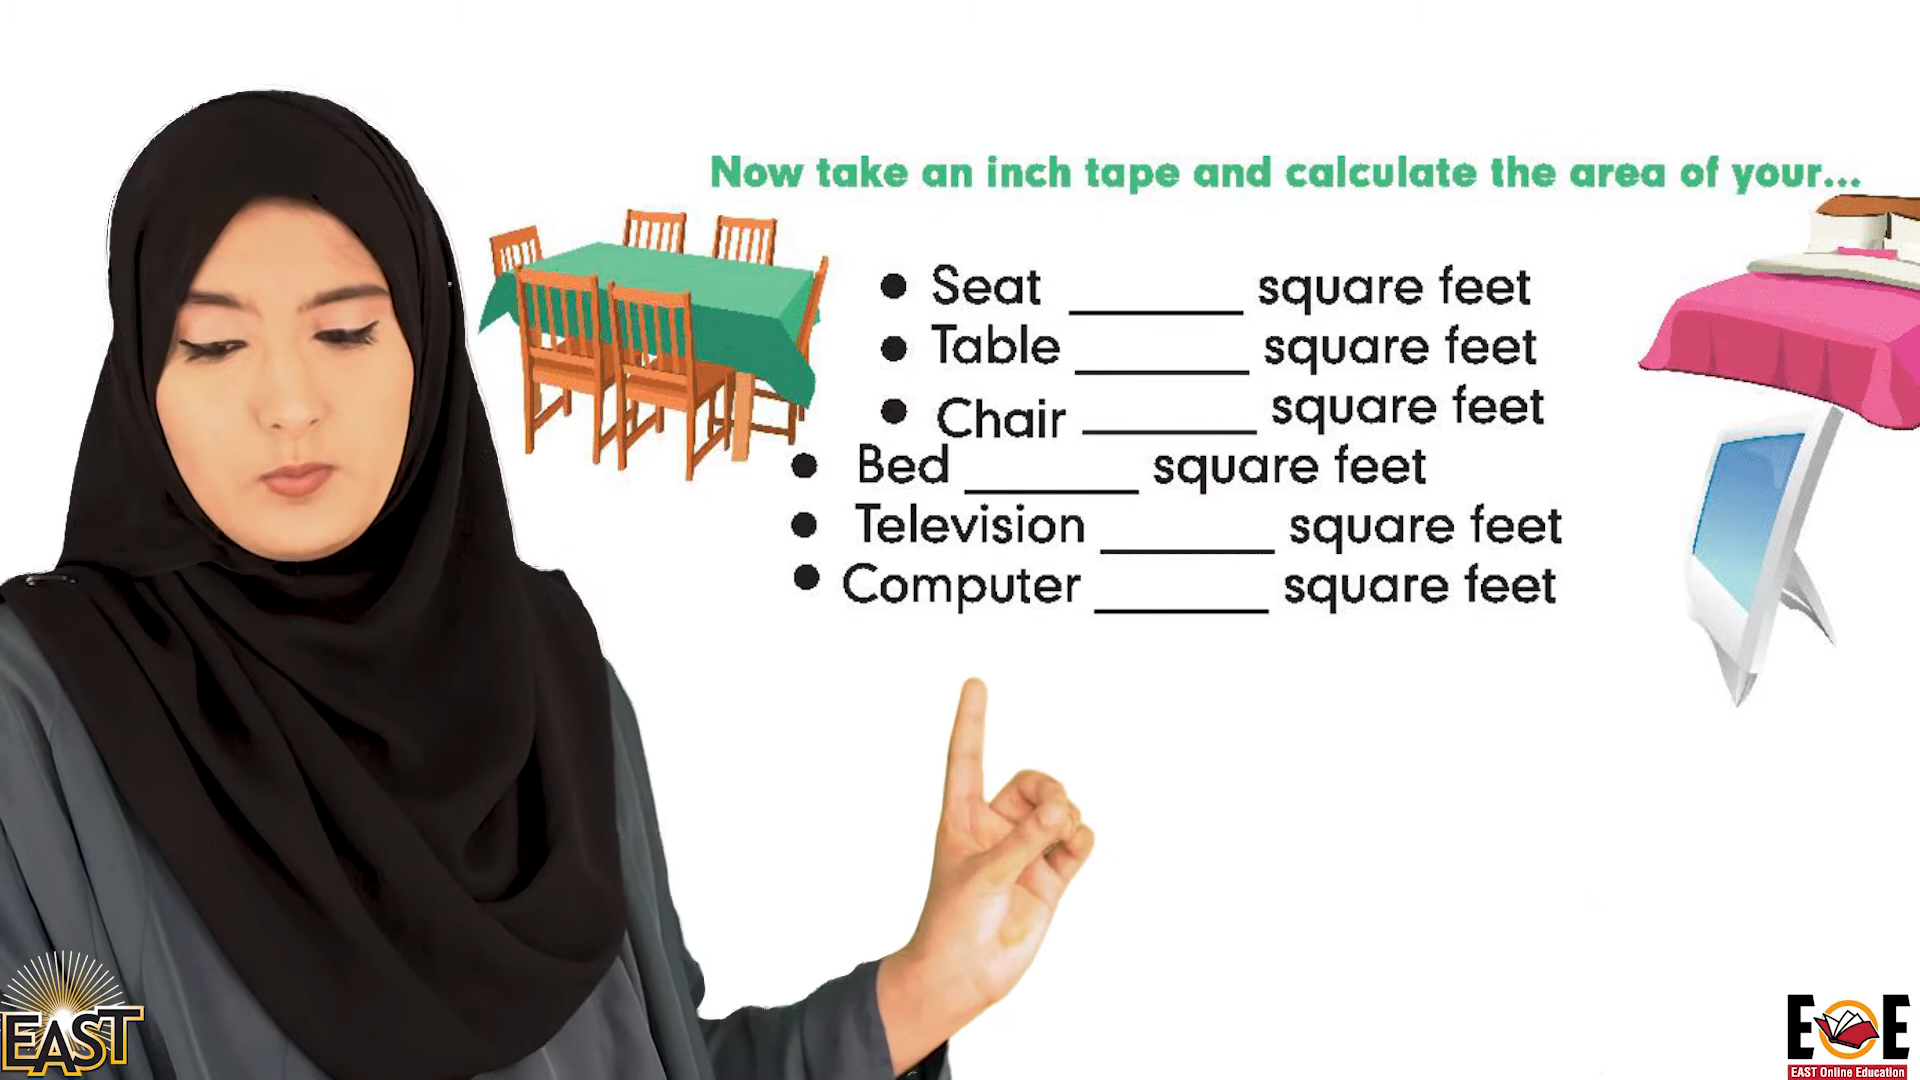 Now take an inch tape and calculate the area of your...
• Seat ______ square feet
• Table ______ square feet
• Chair ______ square feet
• Bed ______ square feet
• Television ______ square feet
• Computer ______ square feet
EAST
EOE
EAST Online Education